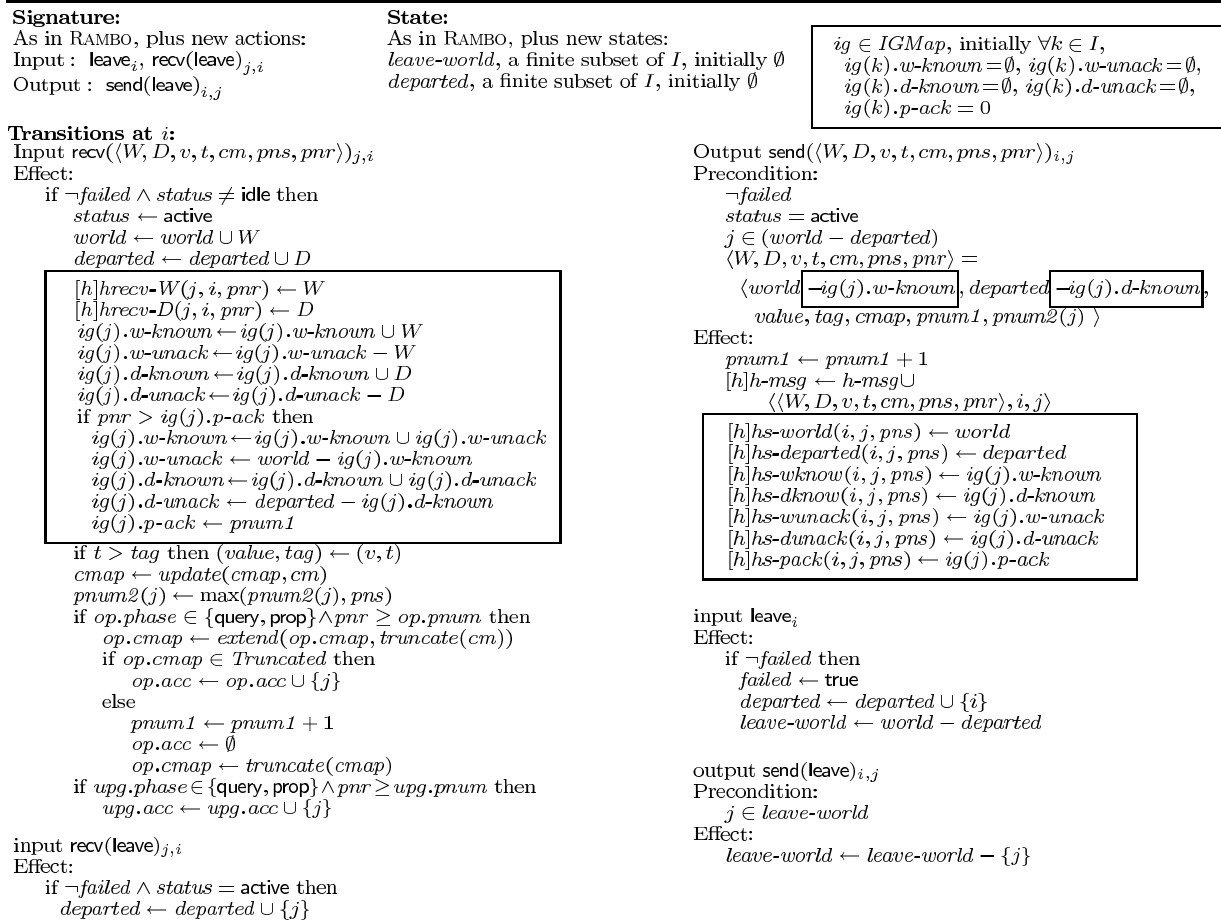 Signature:
As in RAMBO, plus new actions:
Input : leave_i, recv(leave)_{j,i}
Output : send(leave)_{i,j}
State:
As in RAMBO, plus new states:
leave-world, a finite subset of I, initially ∅
departed, a finite subset of I, initially ∅
ig ∈ IGMap, initially ∀k ∈ I,
ig(k).w-known=∅, ig(k).w-unack=∅,
ig(k).d-known=∅, ig(k).d-unack=∅,
ig(k).p-ack = 0
Transitions at i:
Input recv(⟨W, D, v, t, cm, pns, pnr⟩)_{j,i}
Effect:
if ¬failed ∧ status ≠ idle then
status ← active
world ← world ∪ W
departed ← departed ∪ D
[h]hrecv-W(j, i, pnr) ← W
[h]hrecv-D(j, i, pnr) ← D
ig(j).w-known←ig(j).w-known ∪ W
ig(j).w-unack←ig(j).w-unack − W
ig(j).d-known←ig(j).d-known ∪ D
ig(j).d-unack←ig(j).d-unack − D
if pnr > ig(j).p-ack then
ig(j).w-known←ig(j).w-known ∪ ig(j).w-unack
ig(j).w-unack ← world − ig(j).w-known
ig(j).d-known←ig(j).d-known ∪ ig(j).d-unack
ig(j).d-unack ← departed − ig(j).d-known
ig(j).p-ack ← pnum1
if t > tag then (value, tag) ← (v, t)
cmap ← update(cmap, cm)
pnum2(j) ← max(pnum2(j), pns)
if op.phase ∈ {query, prop}∧pnr ≥ op.pnum then
op.cmap ← extend(op.cmap, truncate(cm))
if op.cmap ∈ Truncated then
op.acc ← op.acc ∪ {j}
else
pnum1 ← pnum1 + 1
op.acc ← ∅
op.cmap ← truncate(cmap)
if upg.phase∈{query, prop}∧pnr≥upg.pnum then
upg.acc ← upg.acc ∪ {j}
input recv(leave)_{j,i}
Effect:
if ¬failed ∧ status = active then
departed ← departed ∪ {j}
Output send(⟨W, D, v, t, cm, pns, pnr⟩)_{i,j}
Precondition:
¬failed
status = active
j ∈ (world − departed)
⟨W, D, v, t, cm, pns, pnr⟩ =
⟨world −ig(j).w-known, departed −ig(j).d-known,
value, tag, cmap, pnum1, pnum2(j) ⟩
Effect:
pnum1 ← pnum1 + 1
[h]h-msg ← h-msg∪
⟨⟨W, D, v, t, cm, pns, pnr⟩, i, j⟩
[h]hs-world(i, j, pns) ← world
[h]hs-departed(i, j, pns) ← departed
[h]hs-wknow(i, j, pns) ← ig(j).w-known
[h]hs-dknow(i, j, pns) ← ig(j).d-known
[h]hs-wunack(i, j, pns) ← ig(j).w-unack
[h]hs-dunack(i, j, pns) ← ig(j).d-unack
[h]hs-pack(i, j, pns) ← ig(j).p-ack
input leave_i
Effect:
if ¬failed then
failed ← true
departed ← departed ∪ {i}
leave-world ← world − departed
output send(leave)_{i,j}
Precondition:
j ∈ leave-world
Effect:
leave-world ← leave-world − {j}